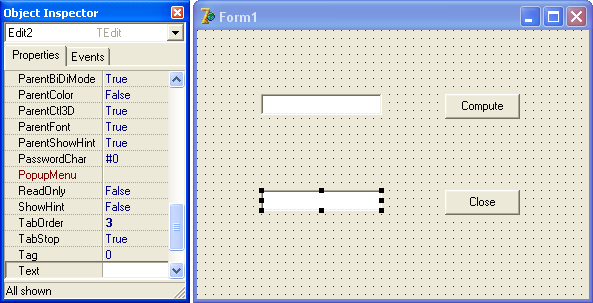 Object Inspector
Edit2 TEdit
Properties Events
ParentBiDiMode True
ParentColor False
ParentCtl3D True
ParentFont True
ParentShowHint True
PasswordChar #0
PopupMenu
ReadOnly False
ShowHint False
TabOrder 3
TabStop True
Tag 0
Text
All shown
Form1
Compute
Close